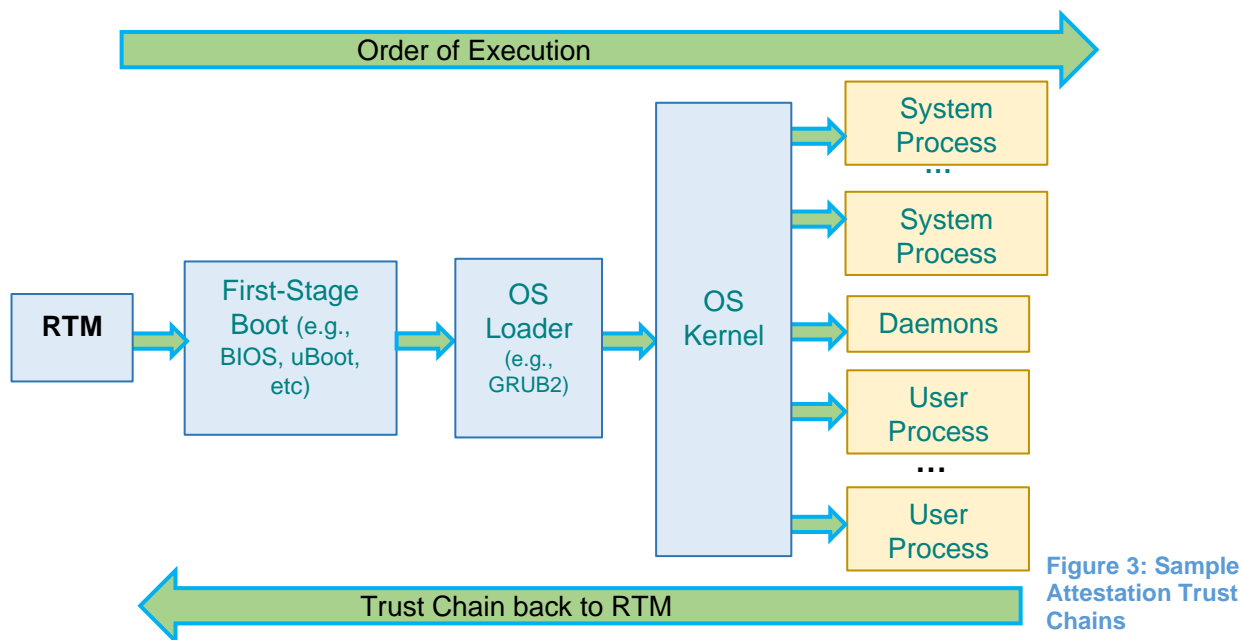 Order of Execution
RTM
First-Stage
Boot (e.g.,
BIOS, uBoot,
etc)
OS
Loader
(e.g.,
GRUB2)
OS
Kernel
System
Process
...
System
Process
Daemons
User
Process
...
User
Process
Trust Chain back to RTM
Figure 3: Sample
Attestation Trust
Chains